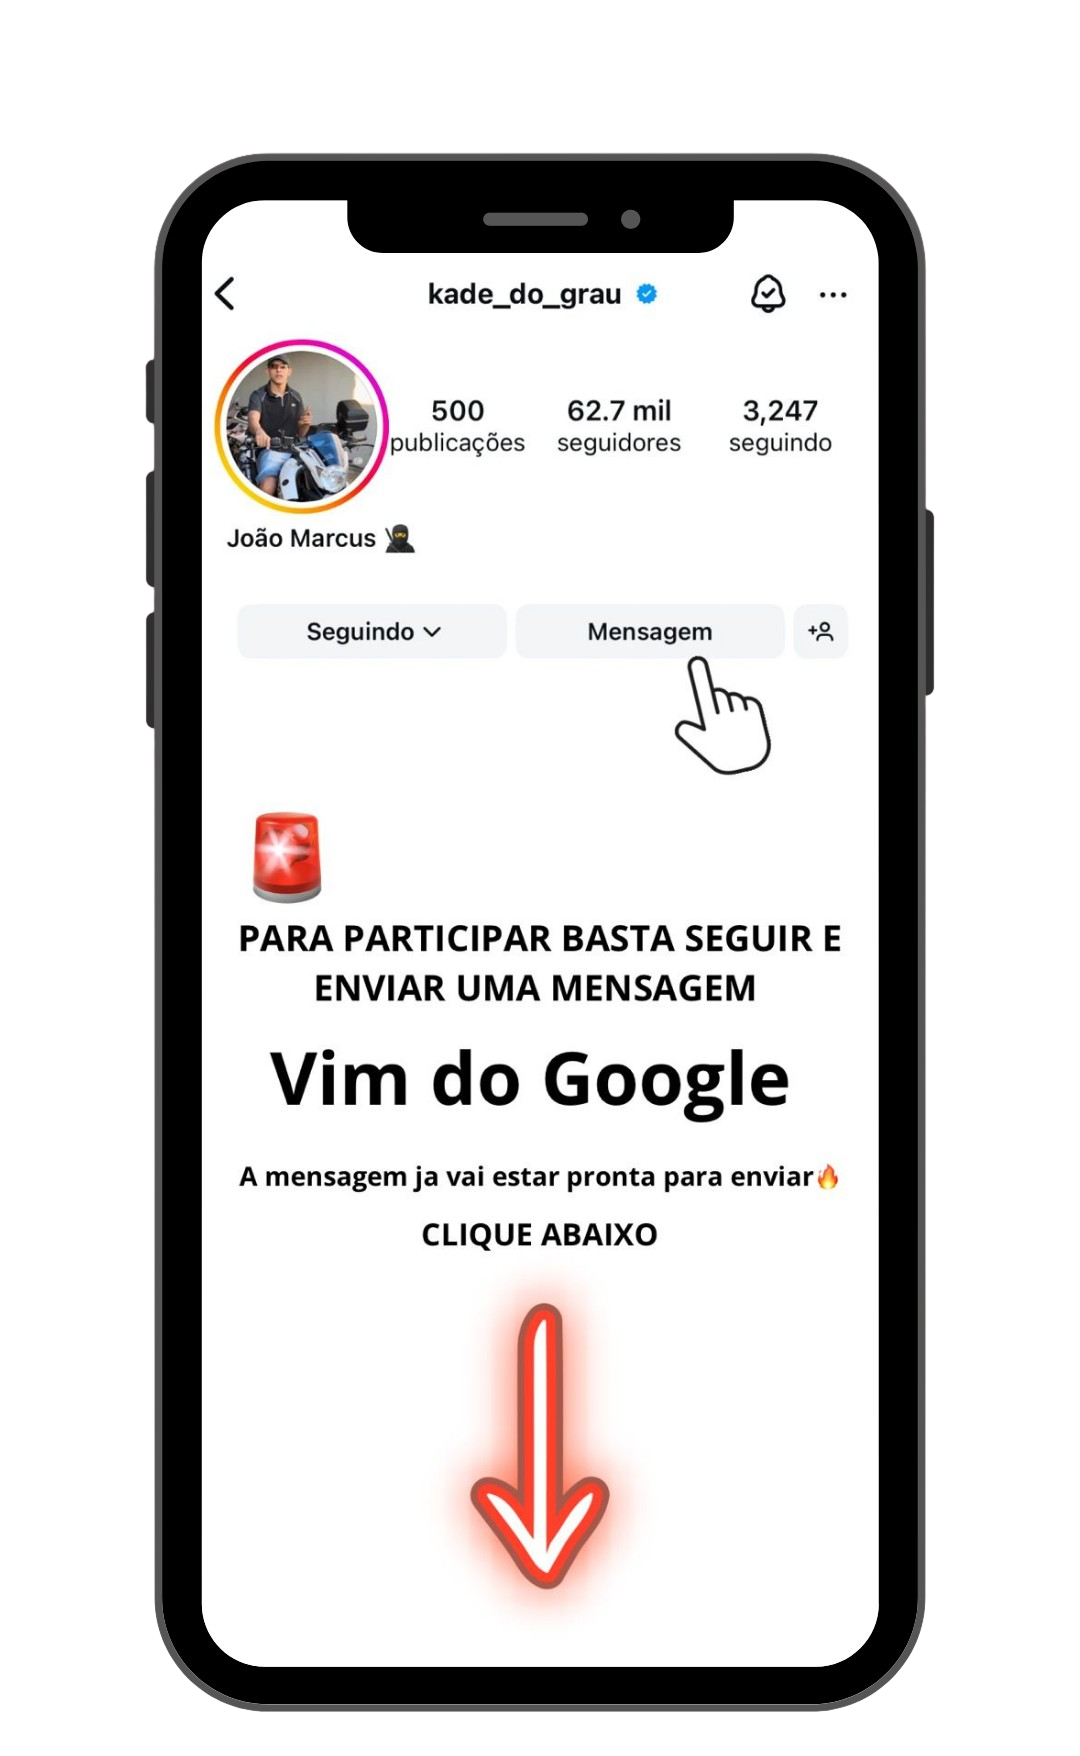 kade_do_grau
500
publicações
62.7 mil
seguidores
3,247
seguindo
João Marcus
Seguindo
Mensagem
PARA PARTICIPAR BASTA SEGUIR E
ENVIAR UMA MENSAGEM
Vim do Google
A mensagem ja vai estar pronta para enviar🔥
CLIQUE ABAIXO